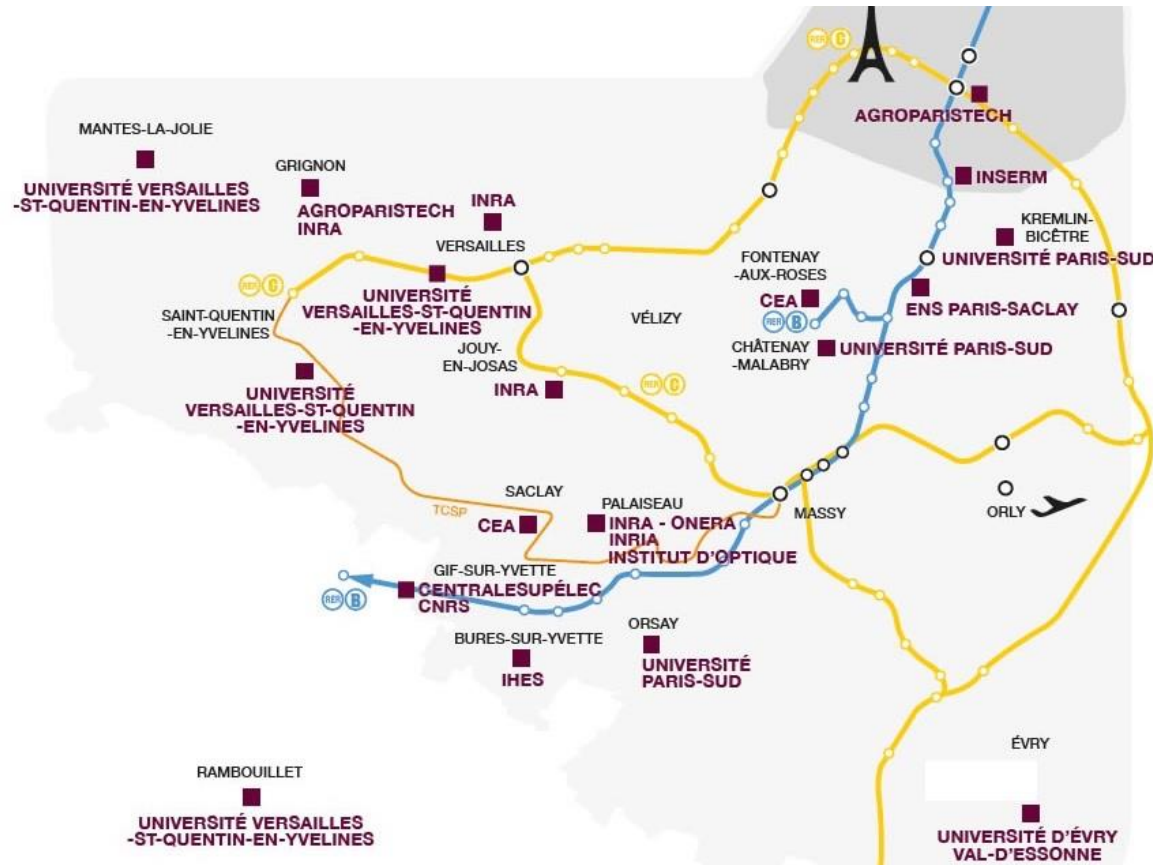 RER C
AGROPARISTECH
MANTES-LA-JOLIE
UNIVERSITÉ VERSAILLES
-ST-QUENTIN-EN-YVELINES
GRIGNON
AGROPARISTECH
INRA
INRA
VERSAILLES
INSERM
KREMLIN-
BICÊTRE
UNIVERSITÉ PARIS-SUD
FONTENAY
-AUX-ROSES
CEA
RER B
ENS PARIS-SACLAY
RER C
SAINT-QUENTIN
-EN-YVELINES
UNIVERSITÉ
VERSAILLES-ST-QUENTIN
-EN-YVELINES
VÉLIZY
CHÂTENAY
-MALABRY
UNIVERSITÉ PARIS-SUD
JOUY-
EN-JOSAS
INRA
RER C
UNIVERSITÉ
VERSAILLES-ST-QUENTIN
-EN-YVELINES
TCSP
SACLAY
CEA
PALAISEAU
INRA - ONERA
INRIA
INSTITUT D'OPTIQUE
MASSY
ORLY
GIF-SUR-YVETTE
CENTRALESUPÉLEC
CNRS
RER B
BURES-SUR-YVETTE
IHES
ORSAY
UNIVERSITÉ
PARIS-SUD
RAMBOUILLET
UNIVERSITÉ VERSAILLES
-ST-QUENTIN-EN-YVELINES
ÉVRY
UNIVERSITÉ D'ÉVRY
VAL-D'ESSONNE